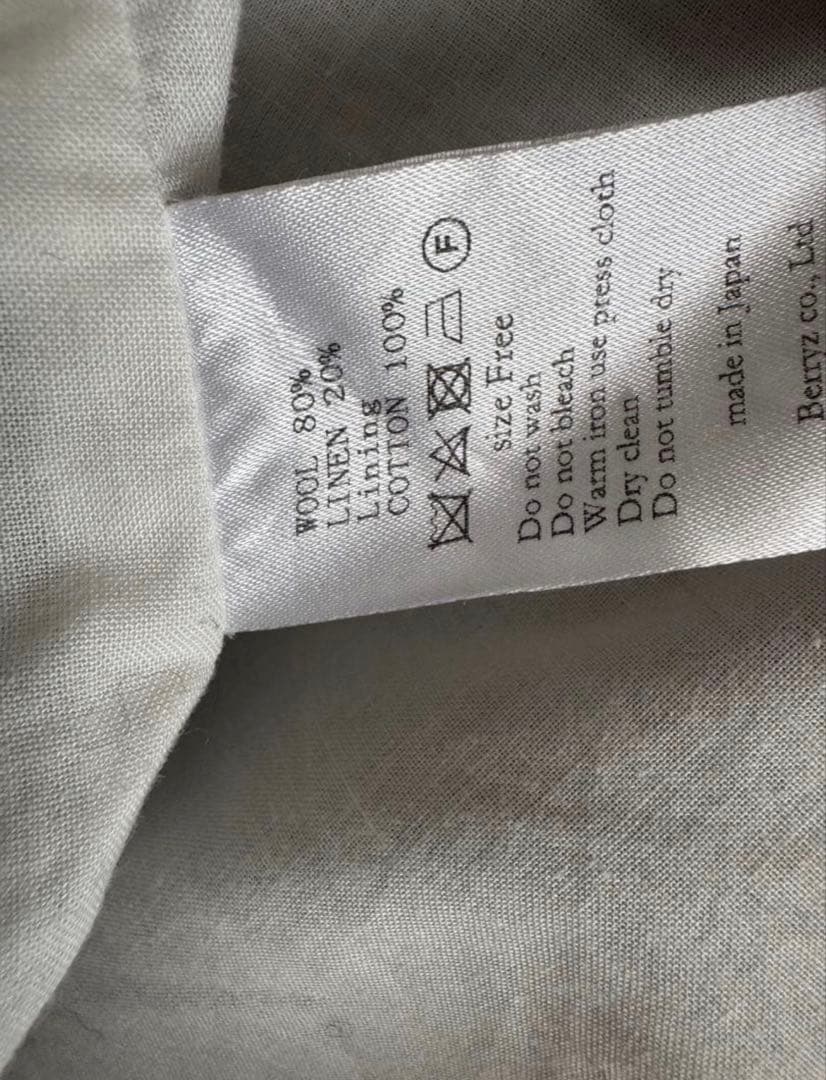 WOOL 80%
LINEN 20%
Lining
COTTON 100%
F
size Free
Do not wash
Do not bleach
Warm iron use press cloth
Dry clean
Do not tumble dry
made in Japan
Berryz co., Ltd